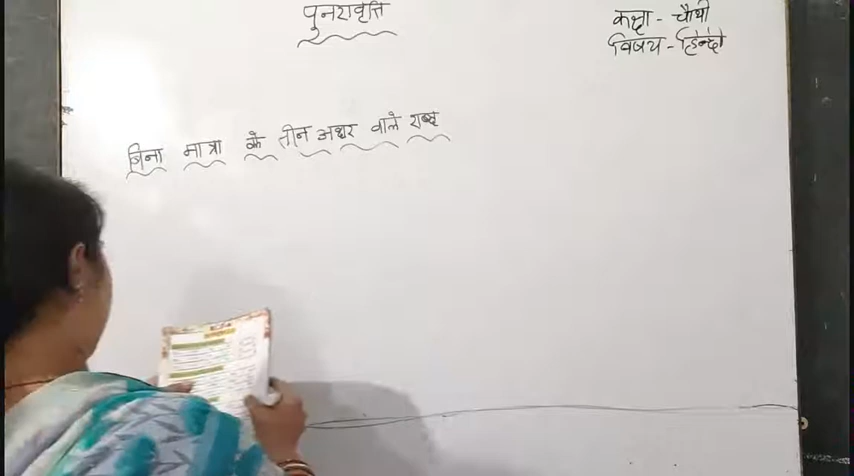 पुनरावृत्ति
कक्षा - चौथी
विषय - हिन्दी
बिना मात्रा के तीन अक्षर वाले शब्द